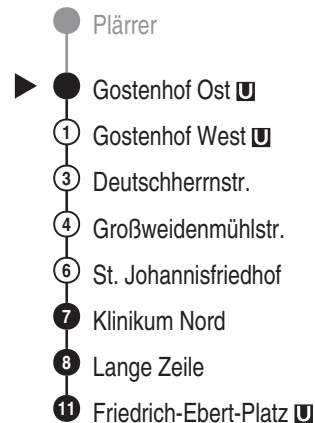 Plärrer
Gostenhof Ost U
1 Gostenhof West U
3 Deutschherrnstr.
4 Großweidenmühlstr.
6 St. Johannisfriedhof
7 Klinikum Nord
8 Lange Zeile
11 Friedrich-Ebert-Platz U